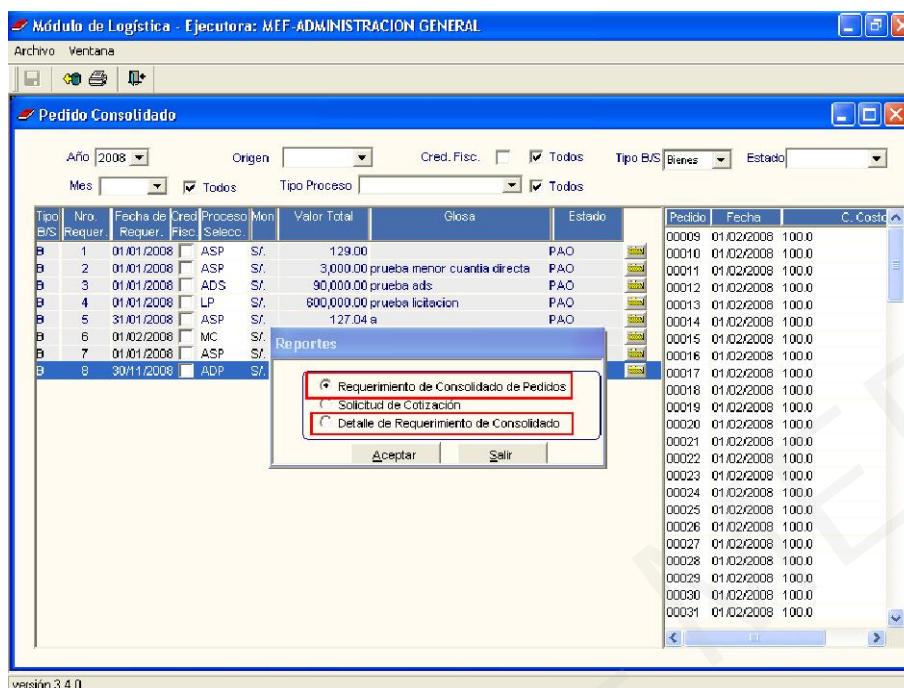 Módulo de Logística - Ejecutora: MEF-ADMINISTRACION GENERAL
Archivo Ventana
Pedido Consolidado
Año 2008 Origen Cred. Fisc. Todos Tipo B/S Bienes Estado
Mes Todos Tipo Proceso Todos
Tipo B/S Nro. Requer. Fecha de Requer. Cred Fisc. Proceso Selecc. Mon Valor Total Glosa Estado
B 1 01/01/2008 ASP S/. 129.00 PAO
B 2 01/01/2008 ASP S/. 3,000.00 prueba menor cuantia directa PAO
B 3 01/01/2008 ADS S/. 90,000.00 prueba ads PAO
B 4 01/01/2008 LP S/. 600,000.00 prueba licitacion PAO
B 5 31/01/2008 ASP S/. 127.04 a PAO
B 6 01/02/2008 MC S/.
B 7 01/01/2008 ASP S/.
B 8 30/11/2008 ADP S/.
Reportes
Requerimiento de Consolidado de Pedidos
Solicitud de Cotización
Detalle de Requerimiento de Consolidado
Aceptar Salir
Pedido Fecha C. Costo
00009 01/02/2008 100.0
00010 01/02/2008 100.0
00011 01/02/2008 100.0
00012 01/02/2008 100.0
00013 01/02/2008 100.0
00014 01/02/2008 100.0
00015 01/02/2008 100.0
00016 01/02/2008 100.0
00017 01/02/2008 100.0
00018 01/02/2008 100.0
00019 01/02/2008 100.0
00020 01/02/2008 100.0
00021 01/02/2008 100.0
00022 01/02/2008 100.0
00023 01/02/2008 100.0
00024 01/02/2008 100.0
00025 01/02/2008 100.0
00026 01/02/2008 100.0
00027 01/02/2008 100.0
00028 01/02/2008 100.0
00029 01/02/2008 100.0
00030 01/02/2008 100.0
00031 01/02/2008 100.0
versión 3.4.0